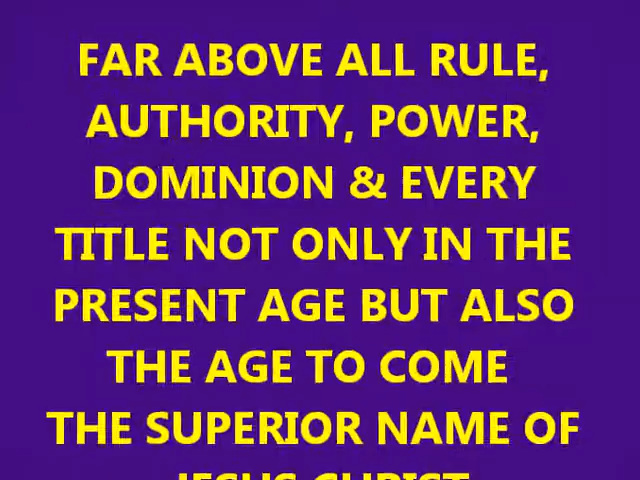 FAR ABOVE ALL RULE,
AUTHORITY, POWER,
DOMINION & EVERY
TITLE NOT ONLY IN THE
PRESENT AGE BUT ALSO
THE AGE TO COME
THE SUPERIOR NAME OF
JESUS CHRIST